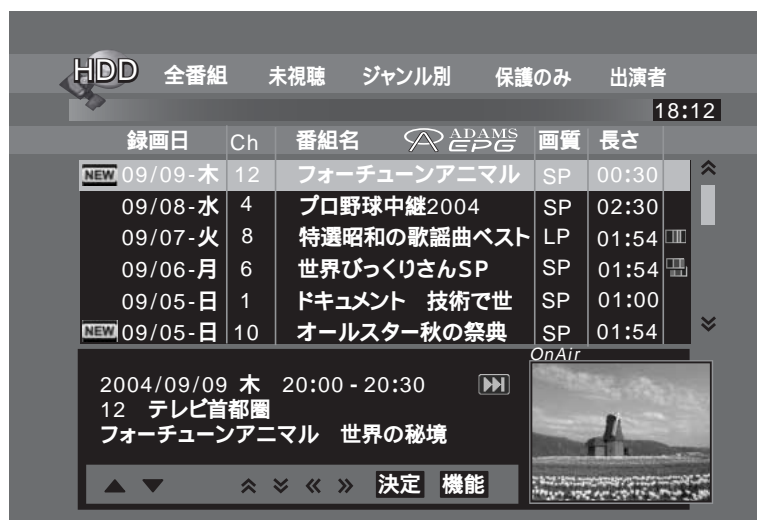 HDD 全番組 未視聴 ジャンル別 保護のみ 出演者
18:12
録画日 Ch 番組名 ADAMS EPG 画質 長さ
NEW 09/09-木 12 フォーチューンアニマル SP 00:30
09/08-水 4 プロ野球中継2004 SP 02:30
09/07-火 8 特選昭和の歌謡曲ベスト LP 01:54
09/06-月 6 世界びっくりさんSP SP 01:54
09/05-日 1 ドキュメント 技術で世 SP 01:00
NEW 09/05-日 10 オールスター秋の祭典 SP 01:54
OnAir
2004/09/09 木 20:00-20:30
12 テレビ首都圏
フォーチューンアニマル 世界の秘境
決定 機能